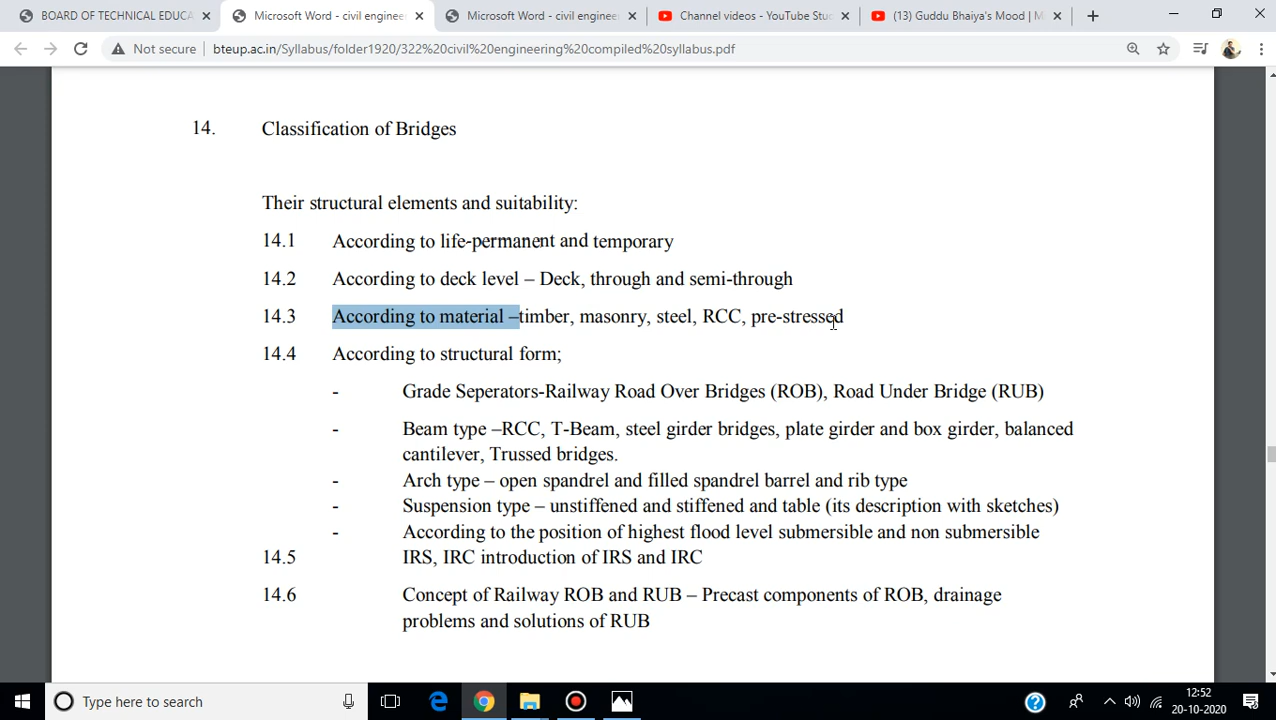 BOARD OF TECHNICAL EDUCA
Microsoft Word - civil enginee
Microsoft Word - civil enginee
Channel videos - YouTube Stu
(13) Guddu Bhaiya's Mood | M
Not secure
bteup.ac.in/Syllabus/folder1920/322%20civil%20engineering%20compiled%20syllabus.pdf
14. Classification of Bridges
Their structural elements and suitability:
14.1 According to life-permanent and temporary
14.2 According to deck level – Deck, through and semi-through
14.3 According to material –timber, masonry, steel, RCC, pre-stressed
14.4 According to structural form;
- Grade Seperators-Railway Road Over Bridges (ROB), Road Under Bridge (RUB)
- Beam type –RCC, T-Beam, steel girder bridges, plate girder and box girder, balanced
cantilever, Trussed bridges.
- Arch type – open spandrel and filled spandrel barrel and rib type
- Suspension type – unstiffened and stiffened and table (its description with sketches)
- According to the position of highest flood level submersible and non submersible
14.5 IRS, IRC introduction of IRS and IRC
14.6 Concept of Railway ROB and RUB – Precast components of ROB, drainage
problems and solutions of RUB
Type here to search
12:52
20-10-2020